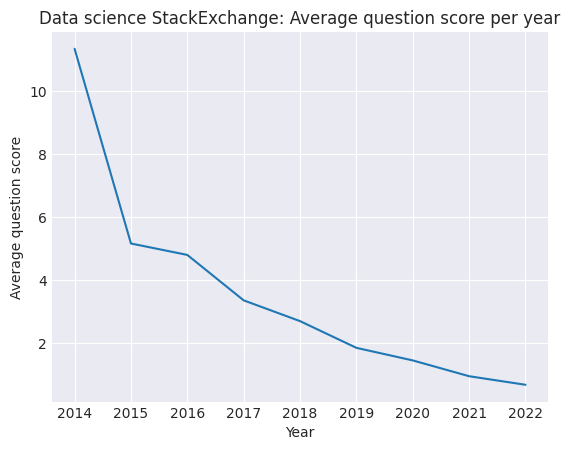 Data science StackExchange: Average question score per year
Average question score
10
8
6
4
2
2014 2015 2016 2017 2018 2019 2020 2021 2022
Year